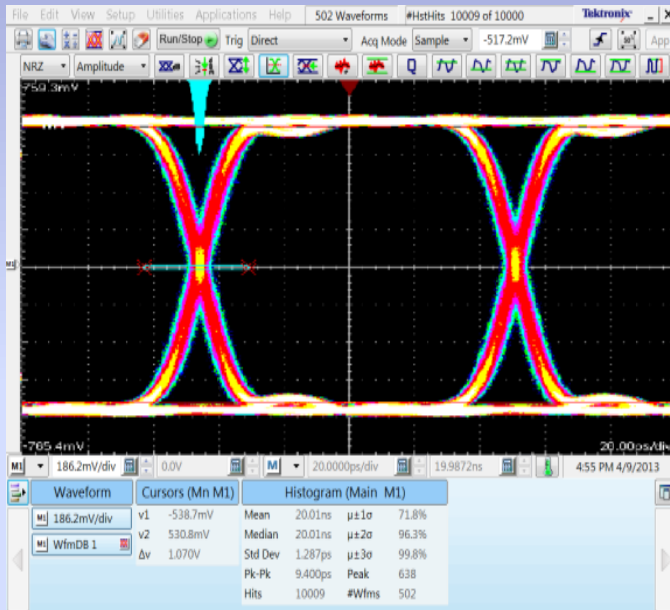 File Edit View Setup Utilities Applications Help 502 Waveforms #HstHits 10009 of 10000 Tektronix
Run/Stop Trig Direct Acq Mode Sample -517.2mV App
NRZ Amplitude Q
759.3mV
M1
-765.4mV 20.00ps/div
M1 186.2mV/div 0.0V M 20.0000ps/div 19.9872ns 4:55 PM 4/9/2013
Waveform Cursors (Mn M1) Histogram (Main M1)
M1 186.2mV/div v1 -538.7mV Mean 20.01ns µ±1σ 71.8%
v2 530.8mV Median 20.01ns µ±2σ 96.3%
M1 WfmDB 1 Δv 1.070V Std Dev 1.287ps µ±3σ 99.8%
Pk-Pk 9.400ps Peak 638
Hits 10009 #Wfms 502